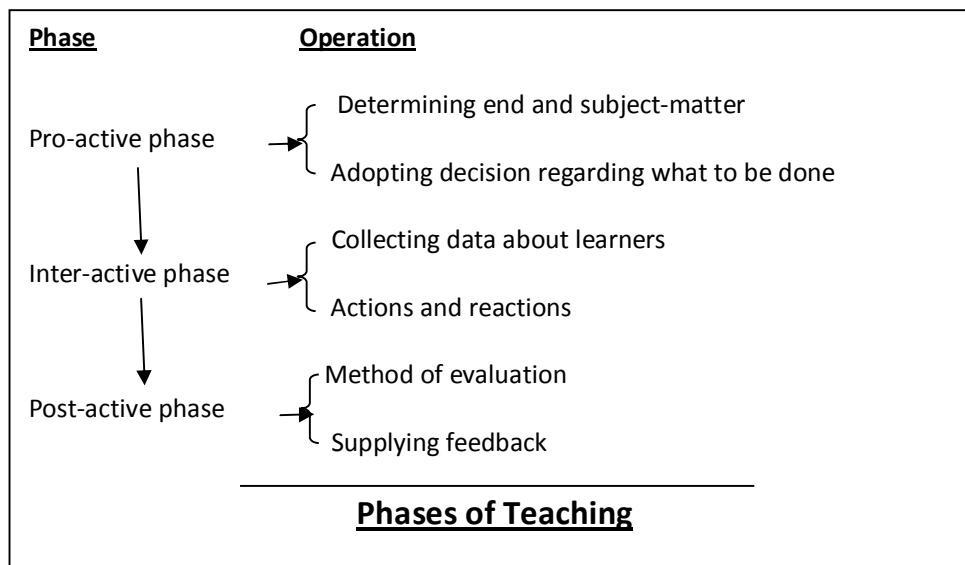 Phase Operation
Determining end and subject-matter
Pro-active phase
Adopting decision regarding what to be done
Collecting data about learners
Inter-active phase
Actions and reactions
Method of evaluation
Post-active phase
Supplying feedback
Phases of Teaching